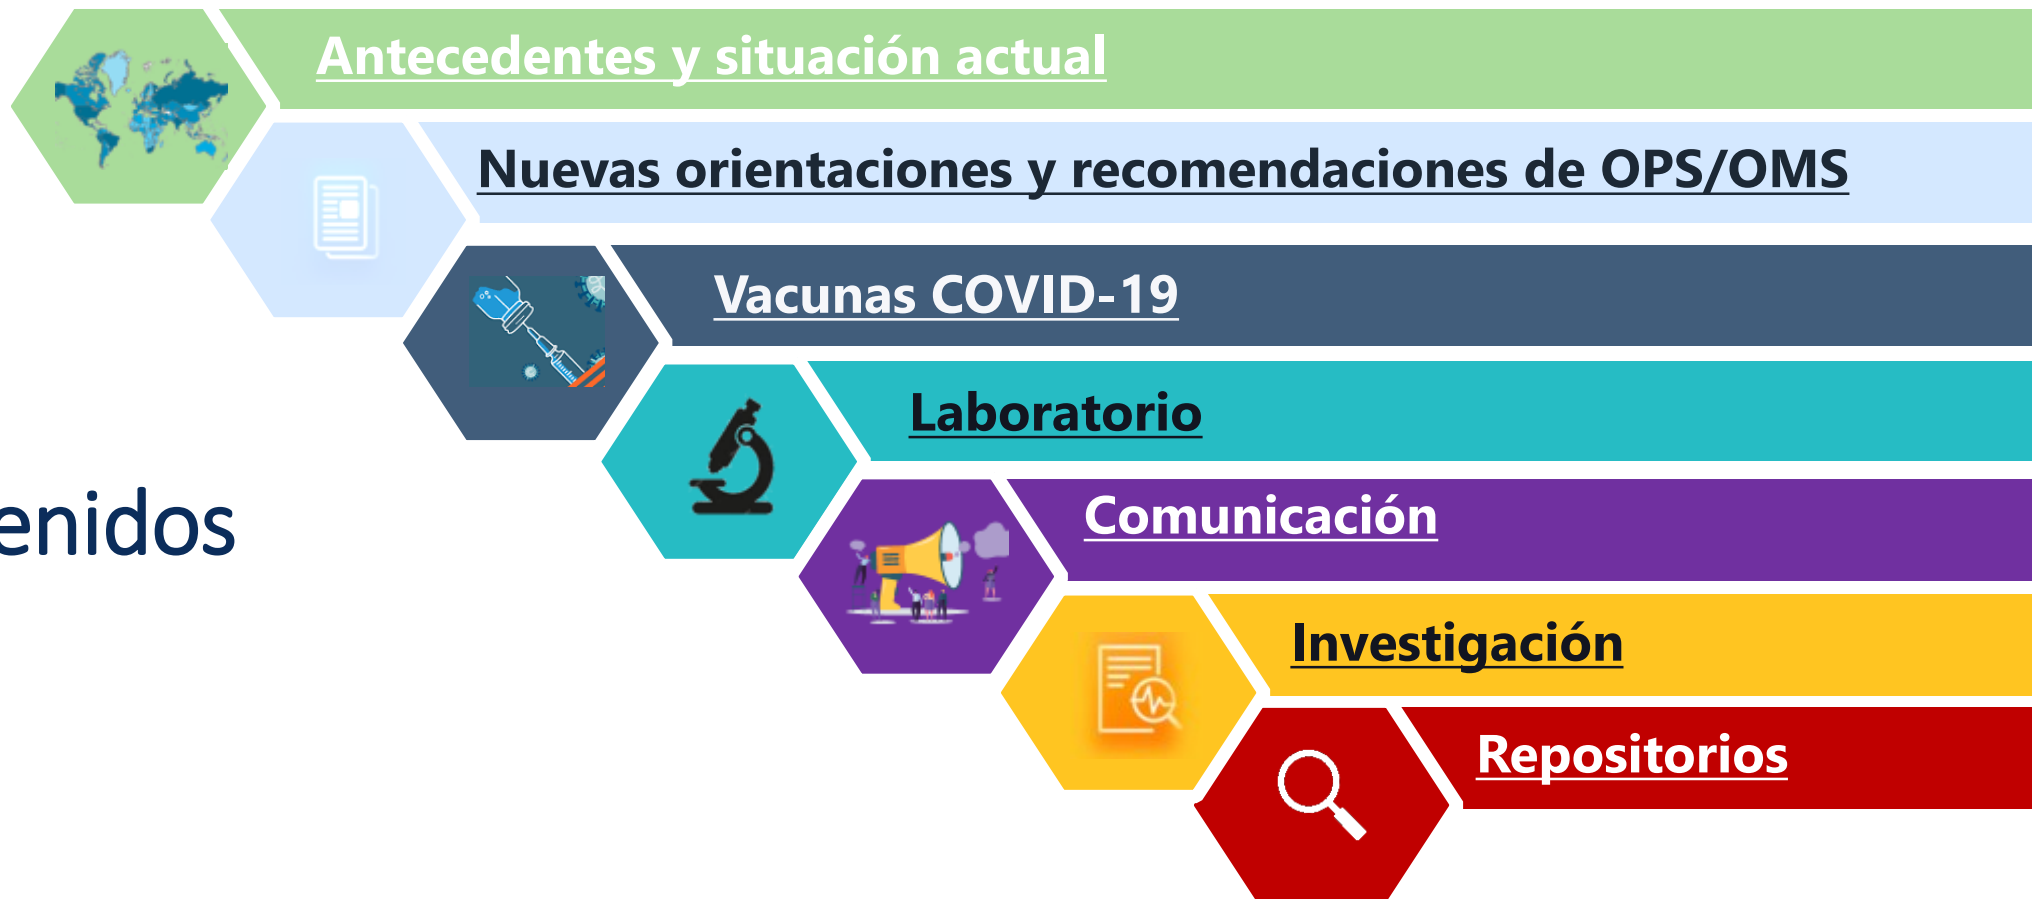 Antecedentes y situación actual
Nuevas orientaciones y recomendaciones de OPS/OMS
Vacunas COVID-19
Laboratorio
enidos
Comunicación
Investigación
Repositorios